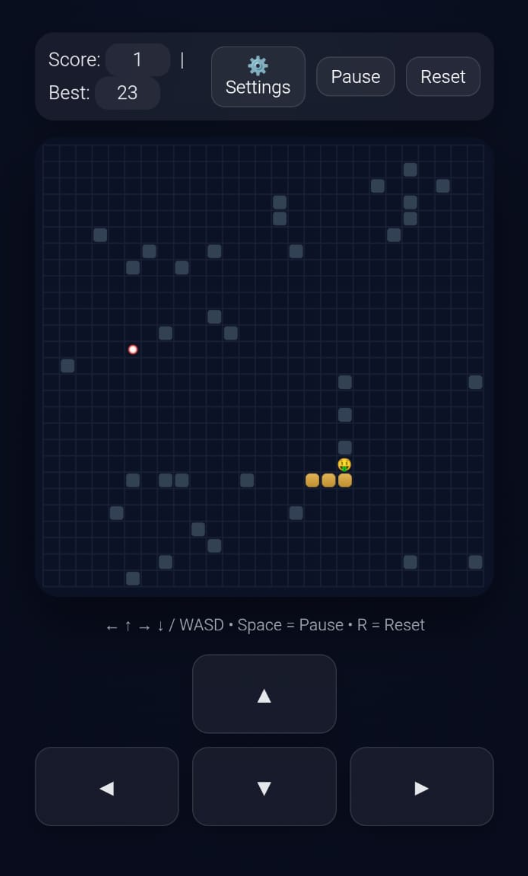 Score: 1 |
Best: 23
⚙️ Settings
Pause
Reset
← ↑ → ↓ / WASD • Space = Pause • R = Reset
▲
◀
▼
▶